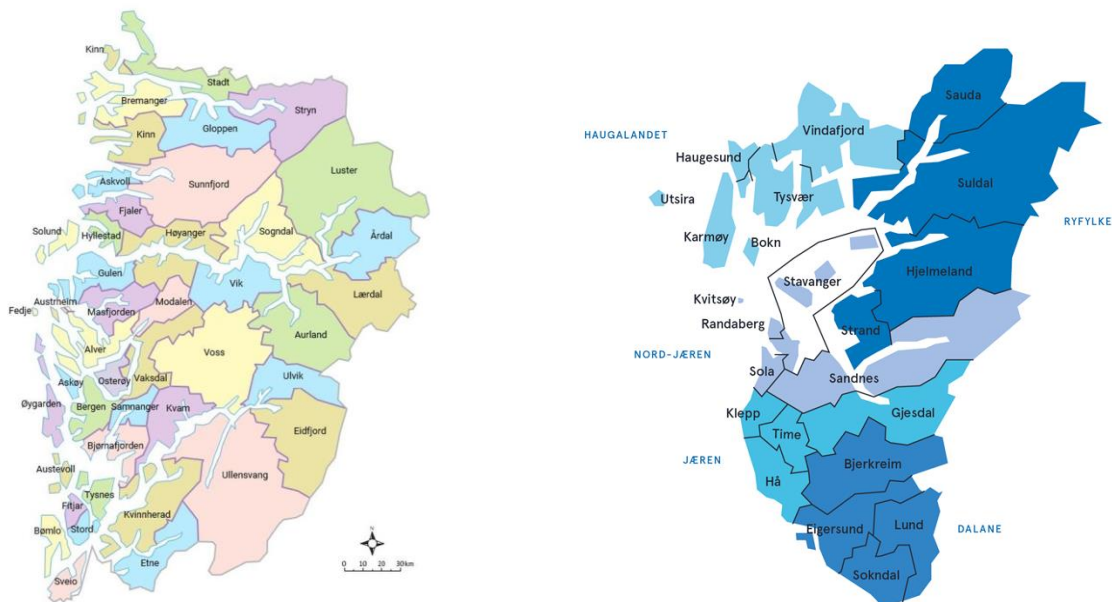 Kinn
Stadt
Bremanger
Stryn
Kinn
Gloppen
Luster
Askvoll
Sunnfjord
Fjaler
Solund
Hyllestad
Høyanger
Sogndal
Årdal
Gulen
Vik
Austrheim
Modalen
Lærdal
Fedje
Masfjorden
Aurland
Alver
Voss
Askøy
Osterøy
Vaksdal
Ulvik
Øygarden
Bergen
Samnanger
Kvam
Eidfjord
Bjørnafjorden
Austevoll
Ullensvang
Tysnes
Fitjar
Kvinnherad
Bømlo
Stord
Etne
Sveio
N
0 10 20 30km
Sauda
HAUGALANDET
Vindafjord
Haugesund
Suldal
Utsira
Tysvær
RYFYLKE
Karmøy
Bokn
Hjelmeland
Stavanger
Kvitsøy
Randaberg
Strand
NORD-JÆREN
Sola
Sandnes
Klepp
Gjesdal
Time
JÆREN
Bjerkreim
Hå
Eigersund
Lund
DALANE
Sokndal